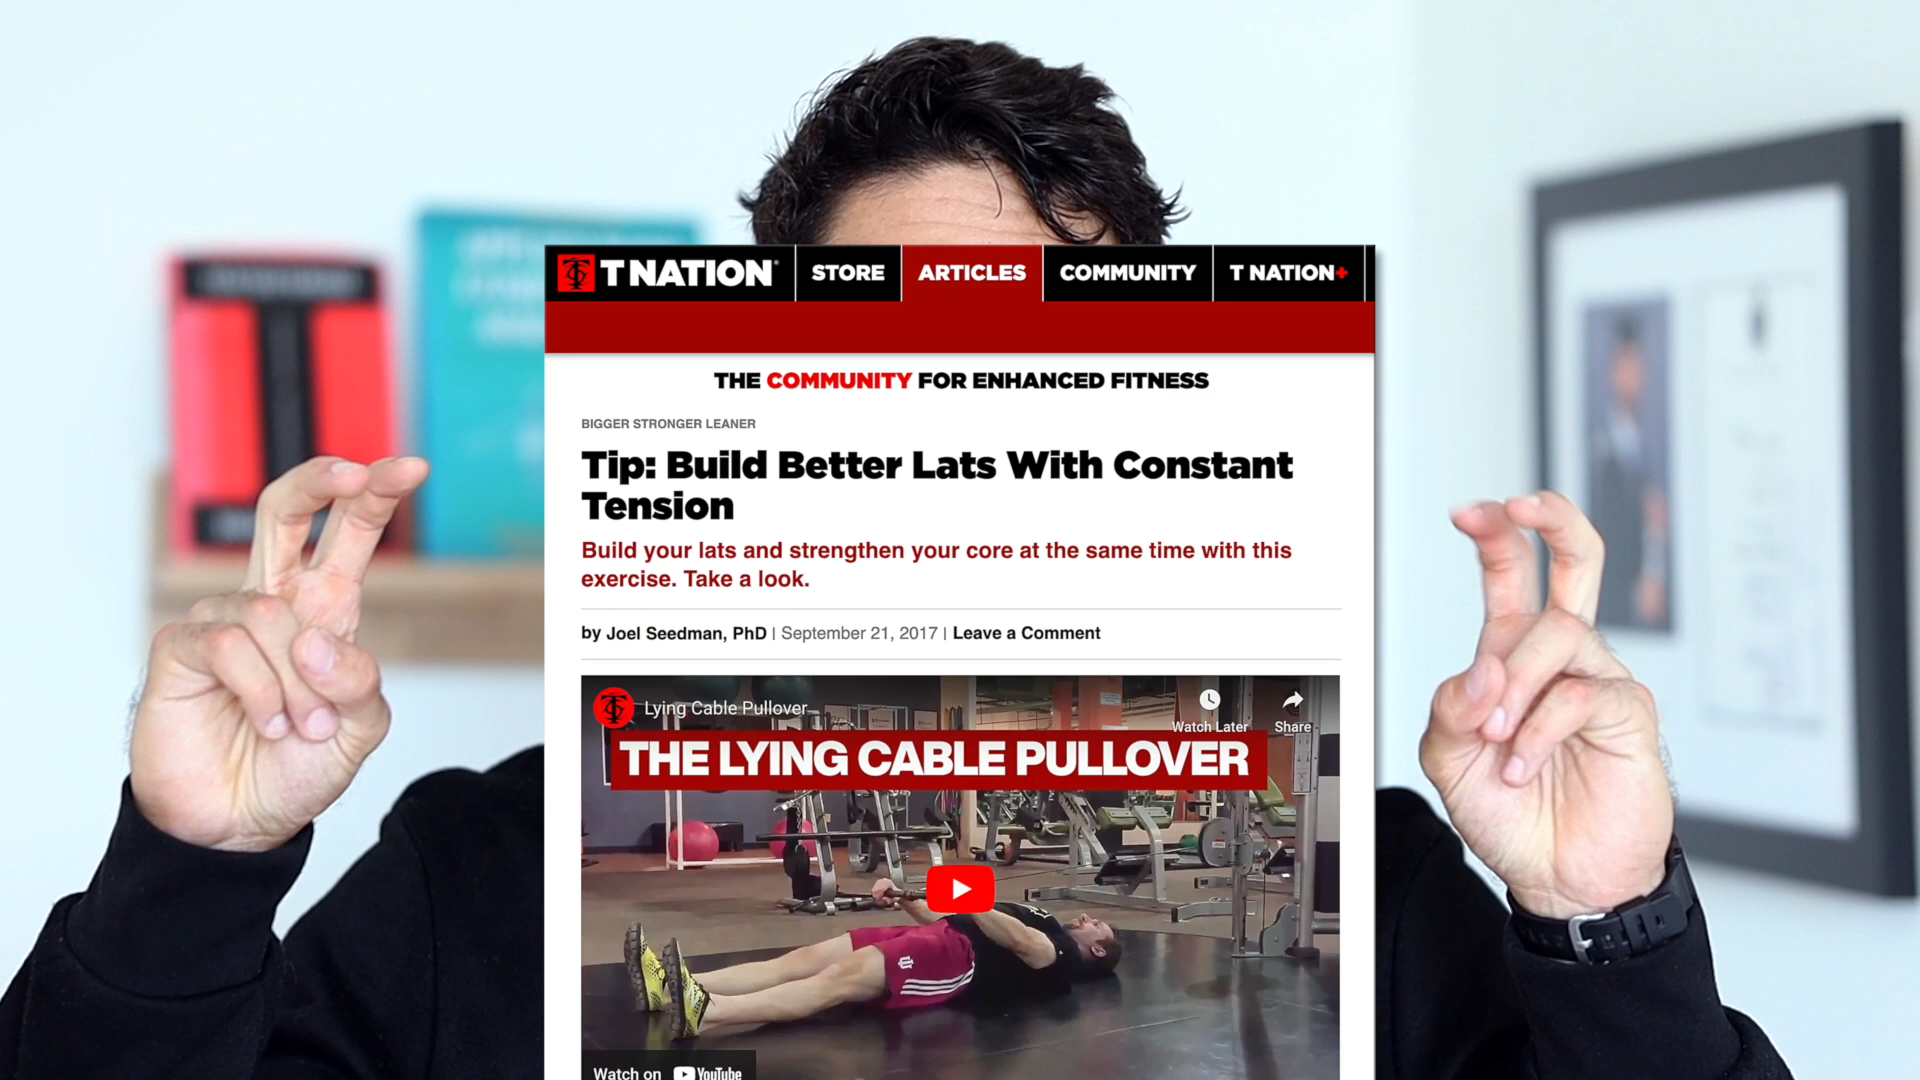 T NATION
STORE
ARTICLES
COMMUNITY
T NATION+
THE COMMUNITY FOR ENHANCED FITNESS
BIGGER STRONGER LEANER
Tip: Build Better Lats With Constant
Tension
Build your lats and strengthen your core at the same time with this
exercise. Take a look.
by Joel Seedman, PhD | September 21, 2017 | Leave a Comment
Lying Cable Pullover
Watch Later
Share
THE LYING CABLE PULLOVER
Watch on YouTube